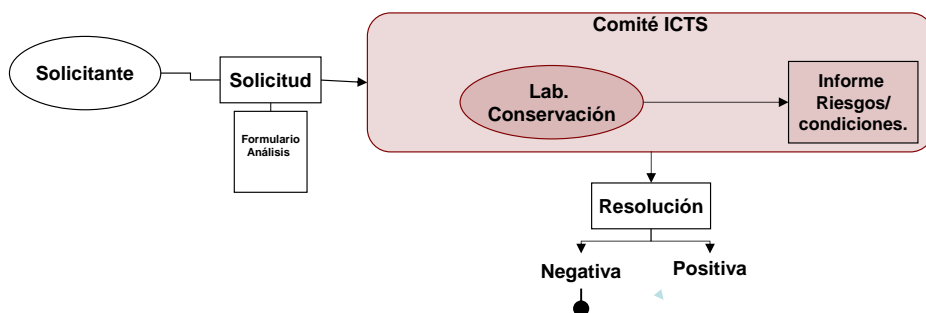 Comité ICTS
Solicitante
Solicitud
Formulario
Análisis
Lab.
Conservación
Informe
Riesgos/
condiciones.
Resolución
Negativa
Positiva